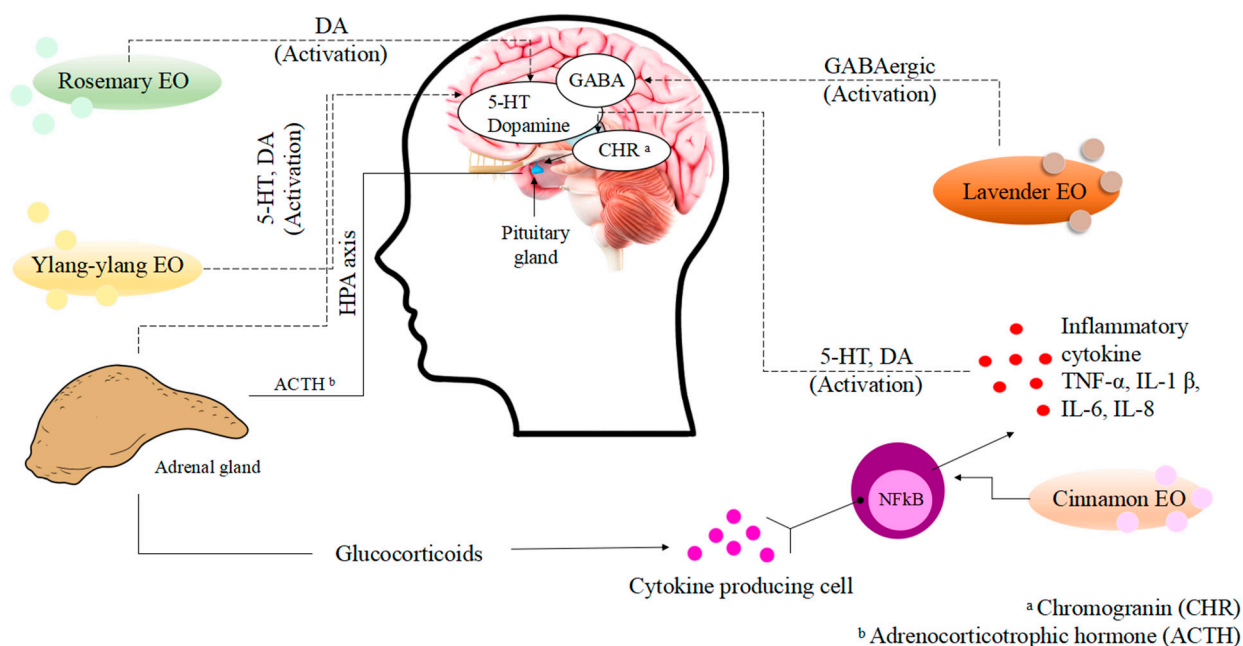 DA
(Activation)
Rosemary EO
GABAergic
(Activation)
GABA
5-HT
Dopamine
CHR ᵃ
5-HT, DA
(Activation)
Lavender EO
Pituitary
gland
Ylang-ylang EO
HPA axis
Inflammatory
cytokine
TNF-α, IL-1 β,
IL-6, IL-8
5-HT, DA
(Activation)
ACTH ᵇ
Adrenal gland
NFkB
Cinnamon EO
Glucocorticoids
Cytokine producing cell
ᵃ Chromogranin (CHR)
ᵇ Adrenocorticotrophic hormone (ACTH)